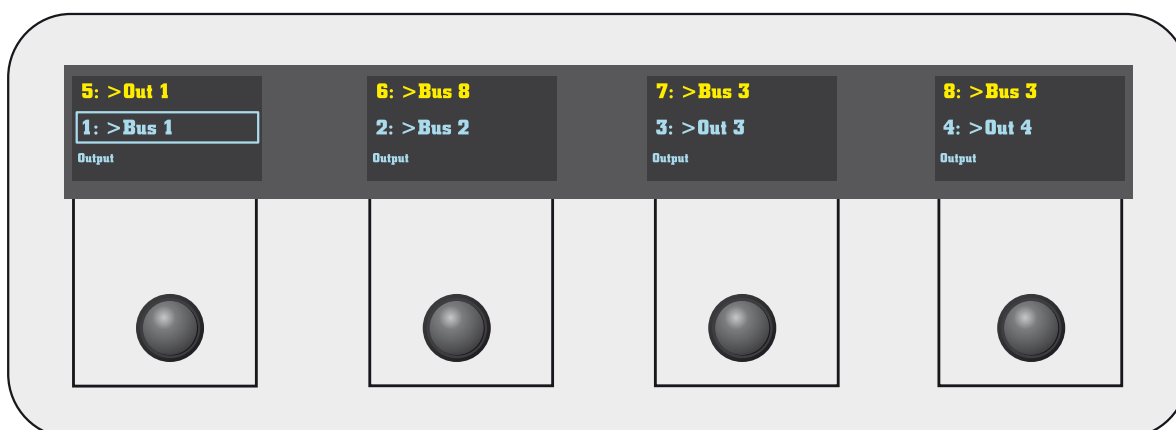 5: >Out 1
1: >Bus 1
Output
6: >Bus 8
2: >Bus 2
Output
7: >Bus 3
3: >Out 3
Output
8: >Bus 3
4: >Out 4
Output